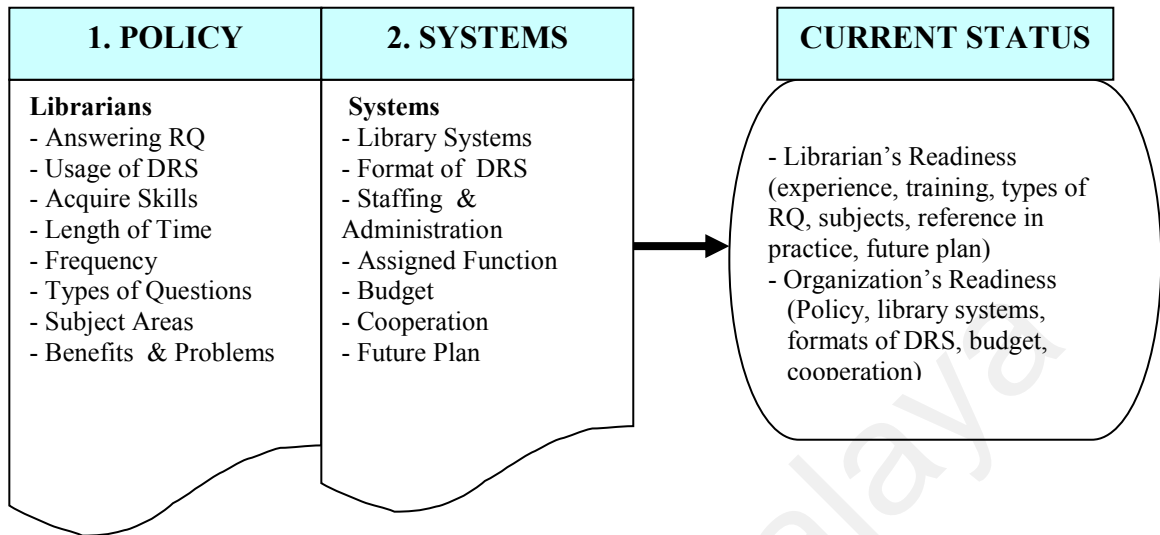 1. POLICY
Librarians
- Answering RQ
- Usage of DRS
- Acquire Skills
- Length of Time
- Frequency
- Types of Questions
- Subject Areas
- Benefits & Problems
2. SYSTEMS
Systems
- Library Systems
- Format of DRS
- Staffing &
Administration
- Assigned Function
- Budget
- Cooperation
- Future Plan
CURRENT STATUS
- Librarian’s Readiness
(experience, training, types of
RQ, subjects, reference in
practice, future plan)
- Organization’s Readiness
(Policy, library systems,
formats of DRS, budget,
cooperation)
alaya